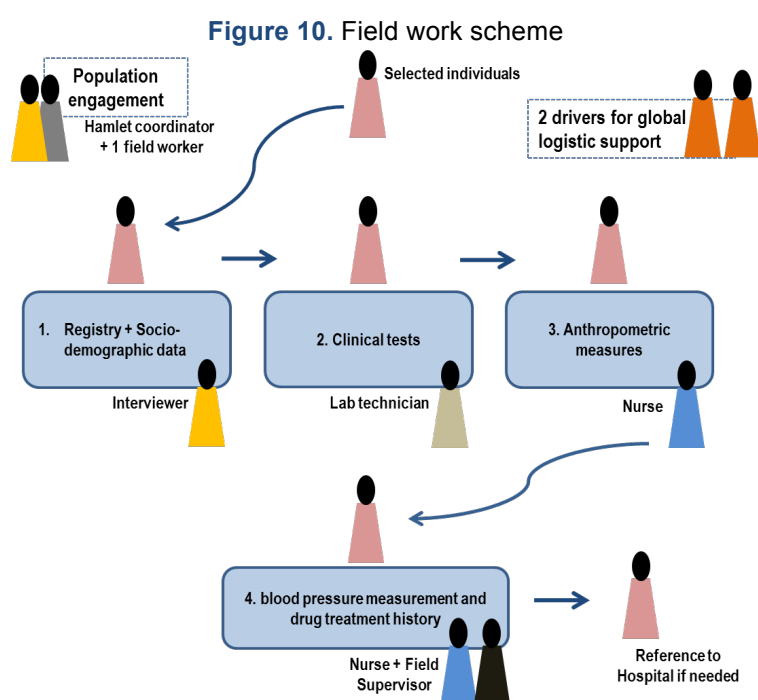 Figure 10. Field work scheme
Population
engagement
Hamlet coordinator
+ 1 field worker
Selected individuals
2 drivers for global
logistic support
1. Registry + Socio-
demographic data
Interviewer
2. Clinical tests
Lab technician
3. Anthropometric
measures
Nurse
4. blood pressure measurement and
drug treatment history
Nurse + Field
Supervisor
Reference to
Hospital if needed